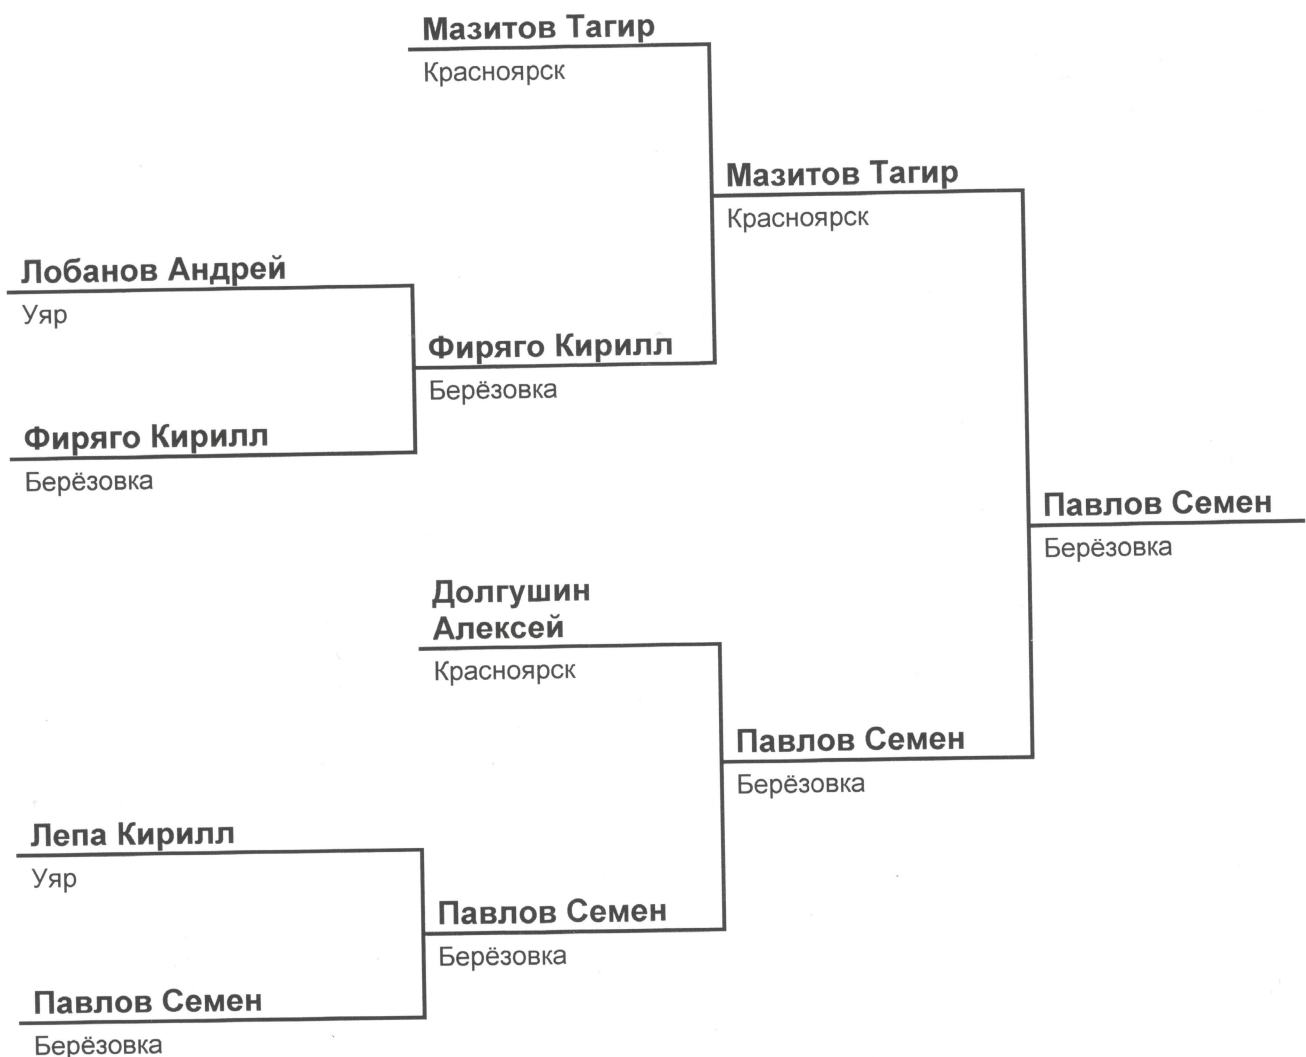 Мазитов Тагир
Красноярск
Мазитов Тагир
Красноярск
Лобанов Андрей
Уяр
Фиряго Кирилл
Берёзовка
Фиряго Кирилл
Берёзовка
Павлов Семен
Берёзовка
Долгушин
Алексей
Красноярск
Павлов Семен
Берёзовка
Лепа Кирилл
Уяр
Павлов Семен
Берёзовка
Павлов Семен
Берёзовка